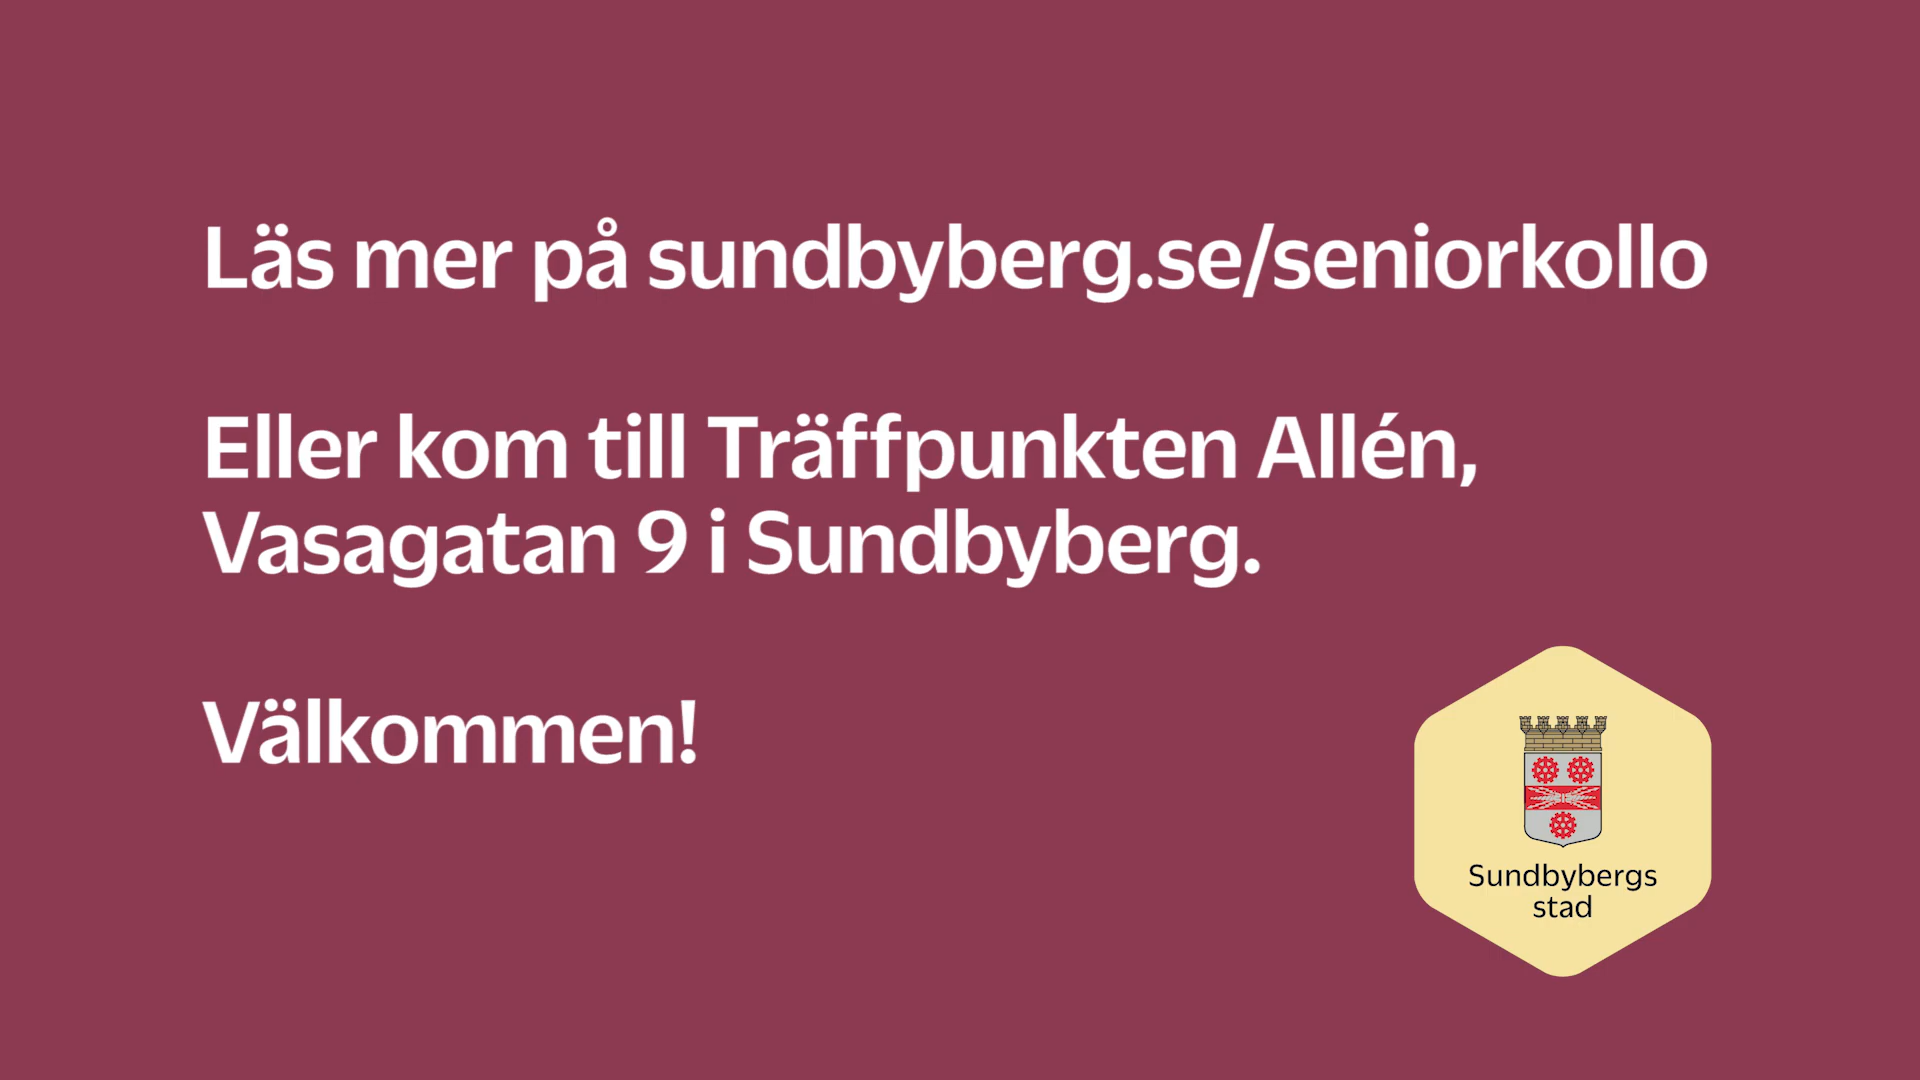 Läs mer på sundbyberg.se/seniorkollo
Eller kom till Träffpunkten Allén,
Vasagatan 9 i Sundbyberg.
Välkommen!
Sundbybergs
stad